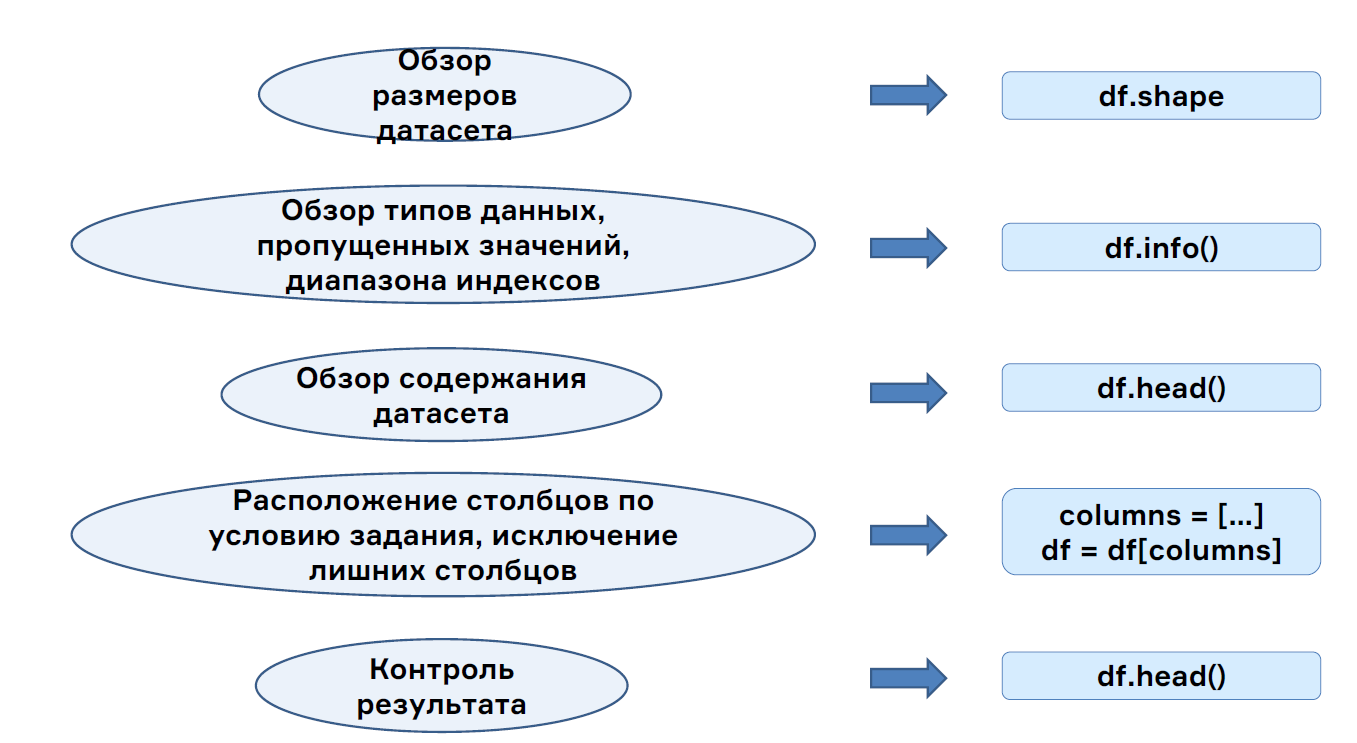 Обзор
размеров
датасета
df.shape
Обзор типов данных,
пропущенных значений,
диапазона индексов
df.info()
Обзор содержания
датасета
df.head()
Расположение столбцов по
условию задания, исключение
лишних столбцов
columns = [...]
df = df[columns]
Контроль
результата
df.head()